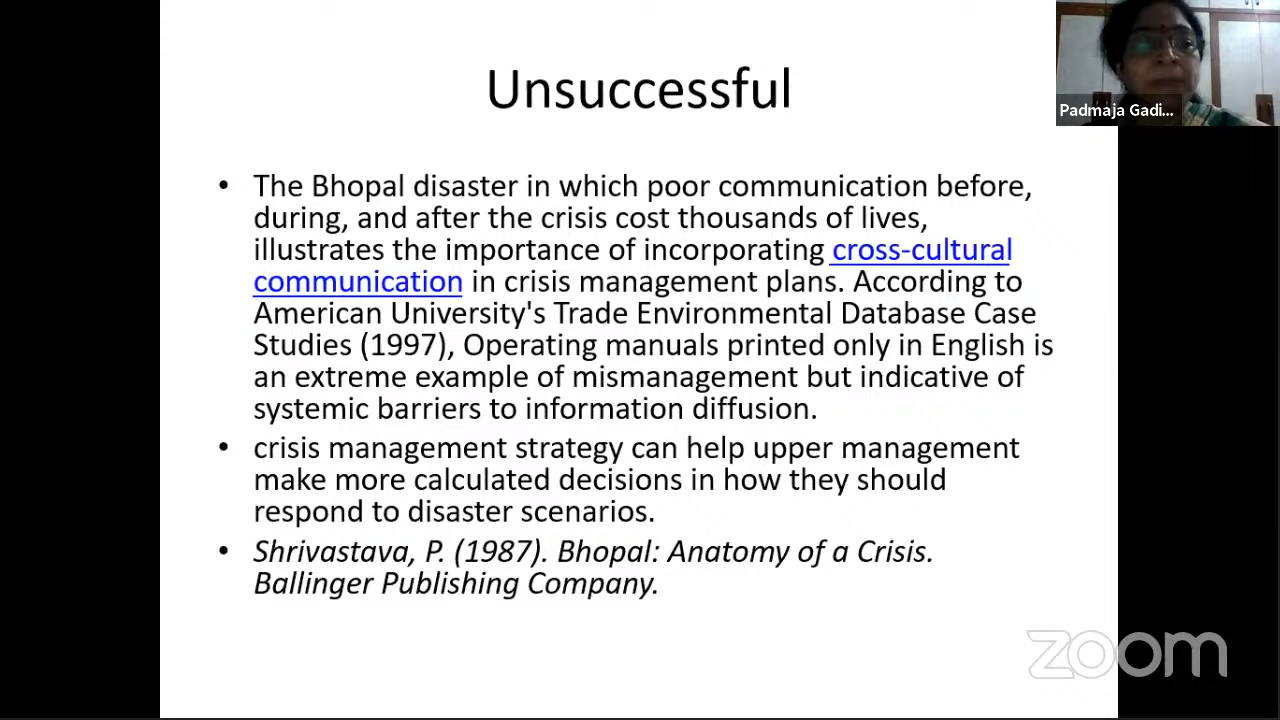 Unsuccessful
Padmaja Gadi...
• The Bhopal disaster in which poor communication before,
during, and after the crisis cost thousands of lives,
illustrates the importance of incorporating cross-cultural
communication in crisis management plans. According to
American University's Trade Environmental Database Case
Studies (1997), Operating manuals printed only in English is
an extreme example of mismanagement but indicative of
systemic barriers to information diffusion.
• crisis management strategy can help upper management
make more calculated decisions in how they should
respond to disaster scenarios.
• Shrivastava, P. (1987). Bhopal: Anatomy of a Crisis.
Ballinger Publishing Company.
zoom